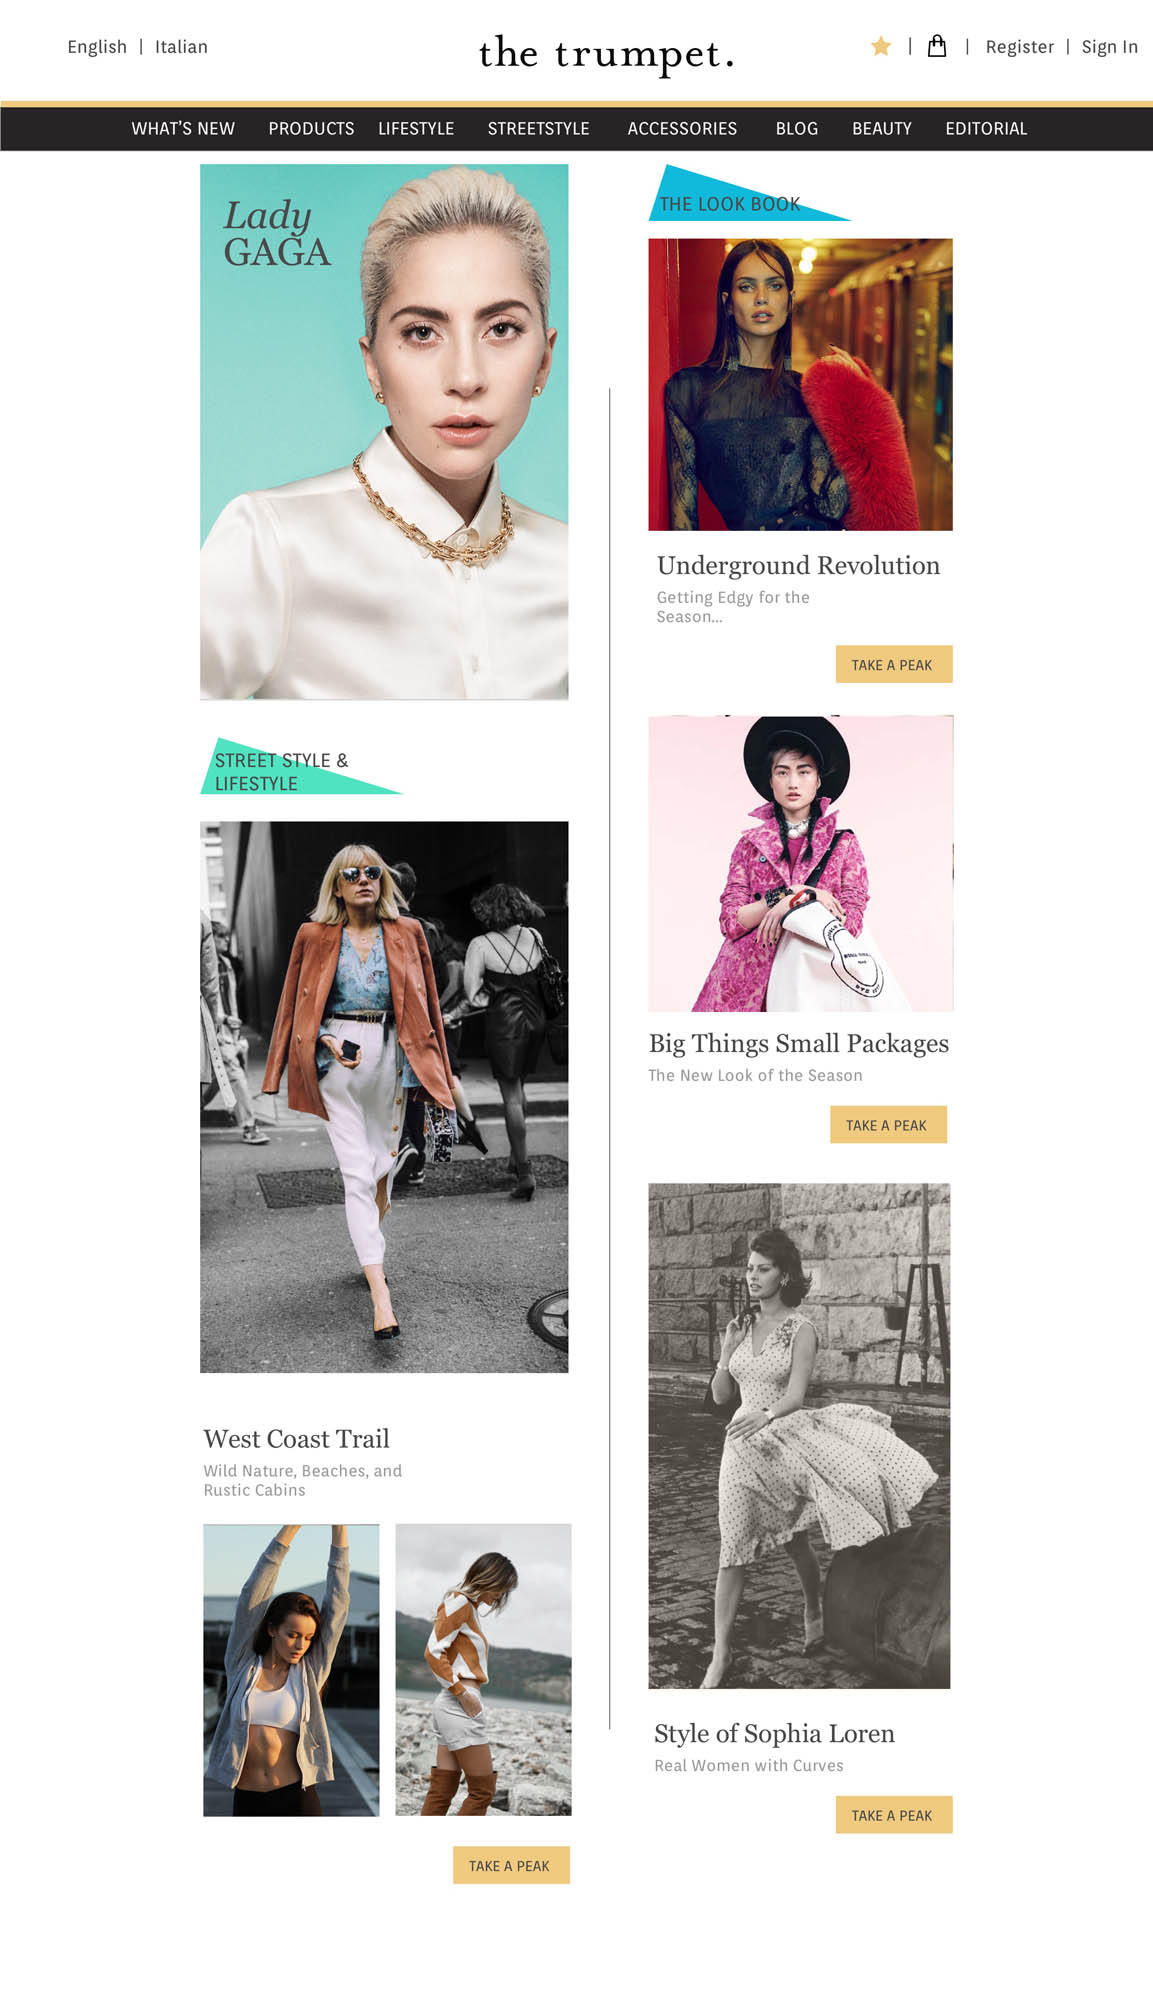 English | Italian
the trumpet.
| | Register | Sign In
WHAT'S NEW PRODUCTS LIFESTYLE STREETSTYLE ACCESSORIES BLOG BEAUTY EDITORIAL
Lady
GAGA
STREET STYLE &
LIFESTYLE
West Coast Trail
Wild Nature, Beaches, and
Rustic Cabins
TAKE A PEAK
THE LOOK BOOK
Underground Revolution
Getting Edgy for the
Season...
TAKE A PEAK
Big Things Small Packages
The New Look of the Season
TAKE A PEAK
Style of Sophia Loren
Real Women with Curves
TAKE A PEAK